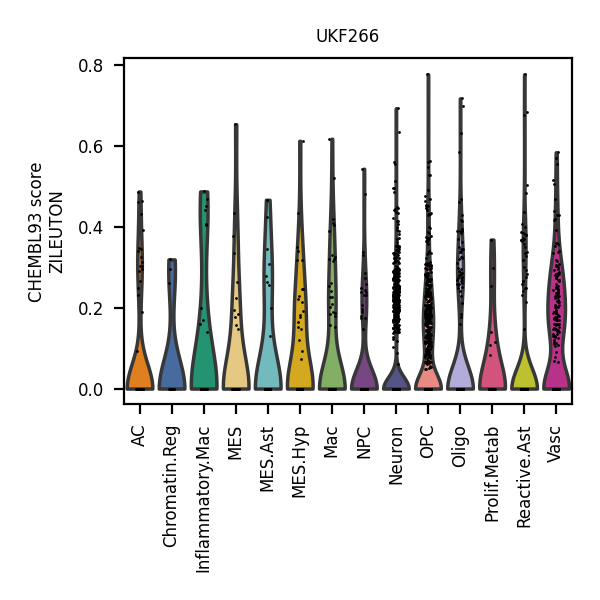 UKF266
CHEMBL93 score
ZILEUTON
0.8
0.6
0.4
0.2
0.0
AC
Chromatin.Reg
Inflammatory.Mac
MES
MES.Ast
MES.Hyp
Mac
NPC
Neuron
OPC
Oligo
Prolif.Metab
Reactive.Ast
Vasc